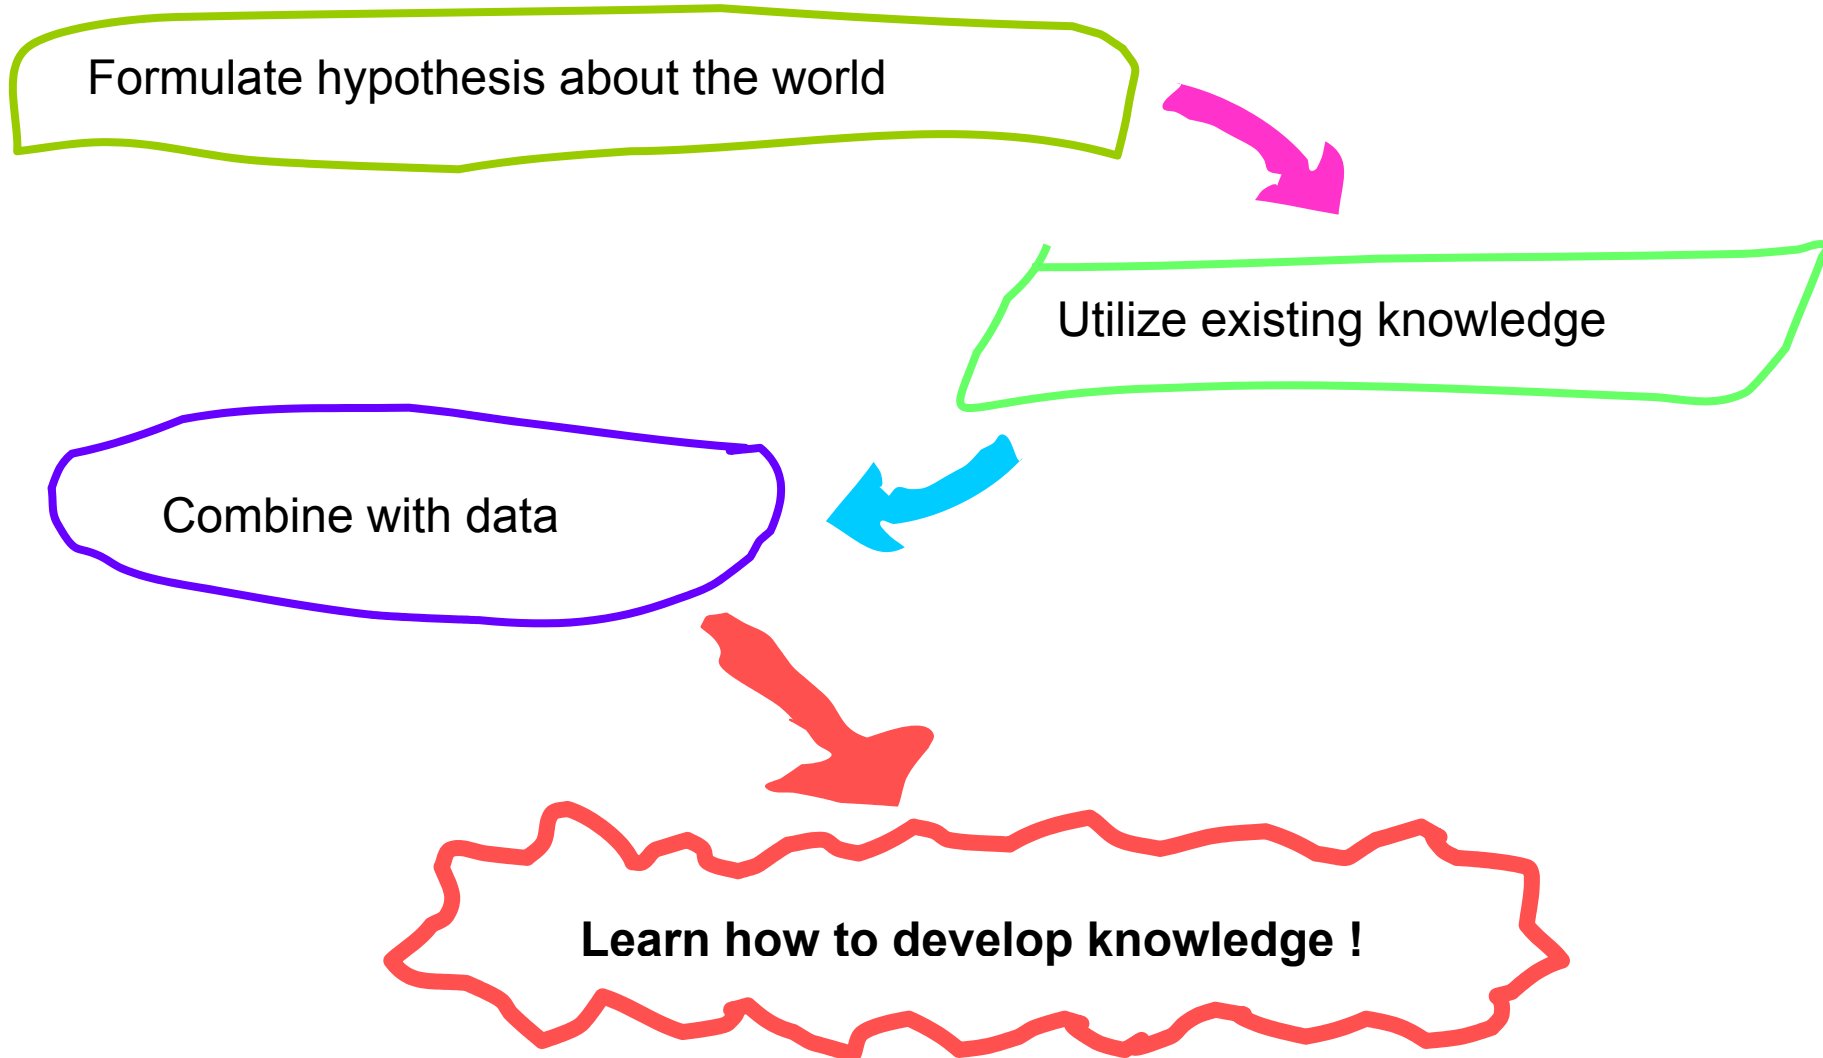 Formulate hypothesis about the world
Utilize existing knowledge
Combine with data
Learn how to develop knowledge !